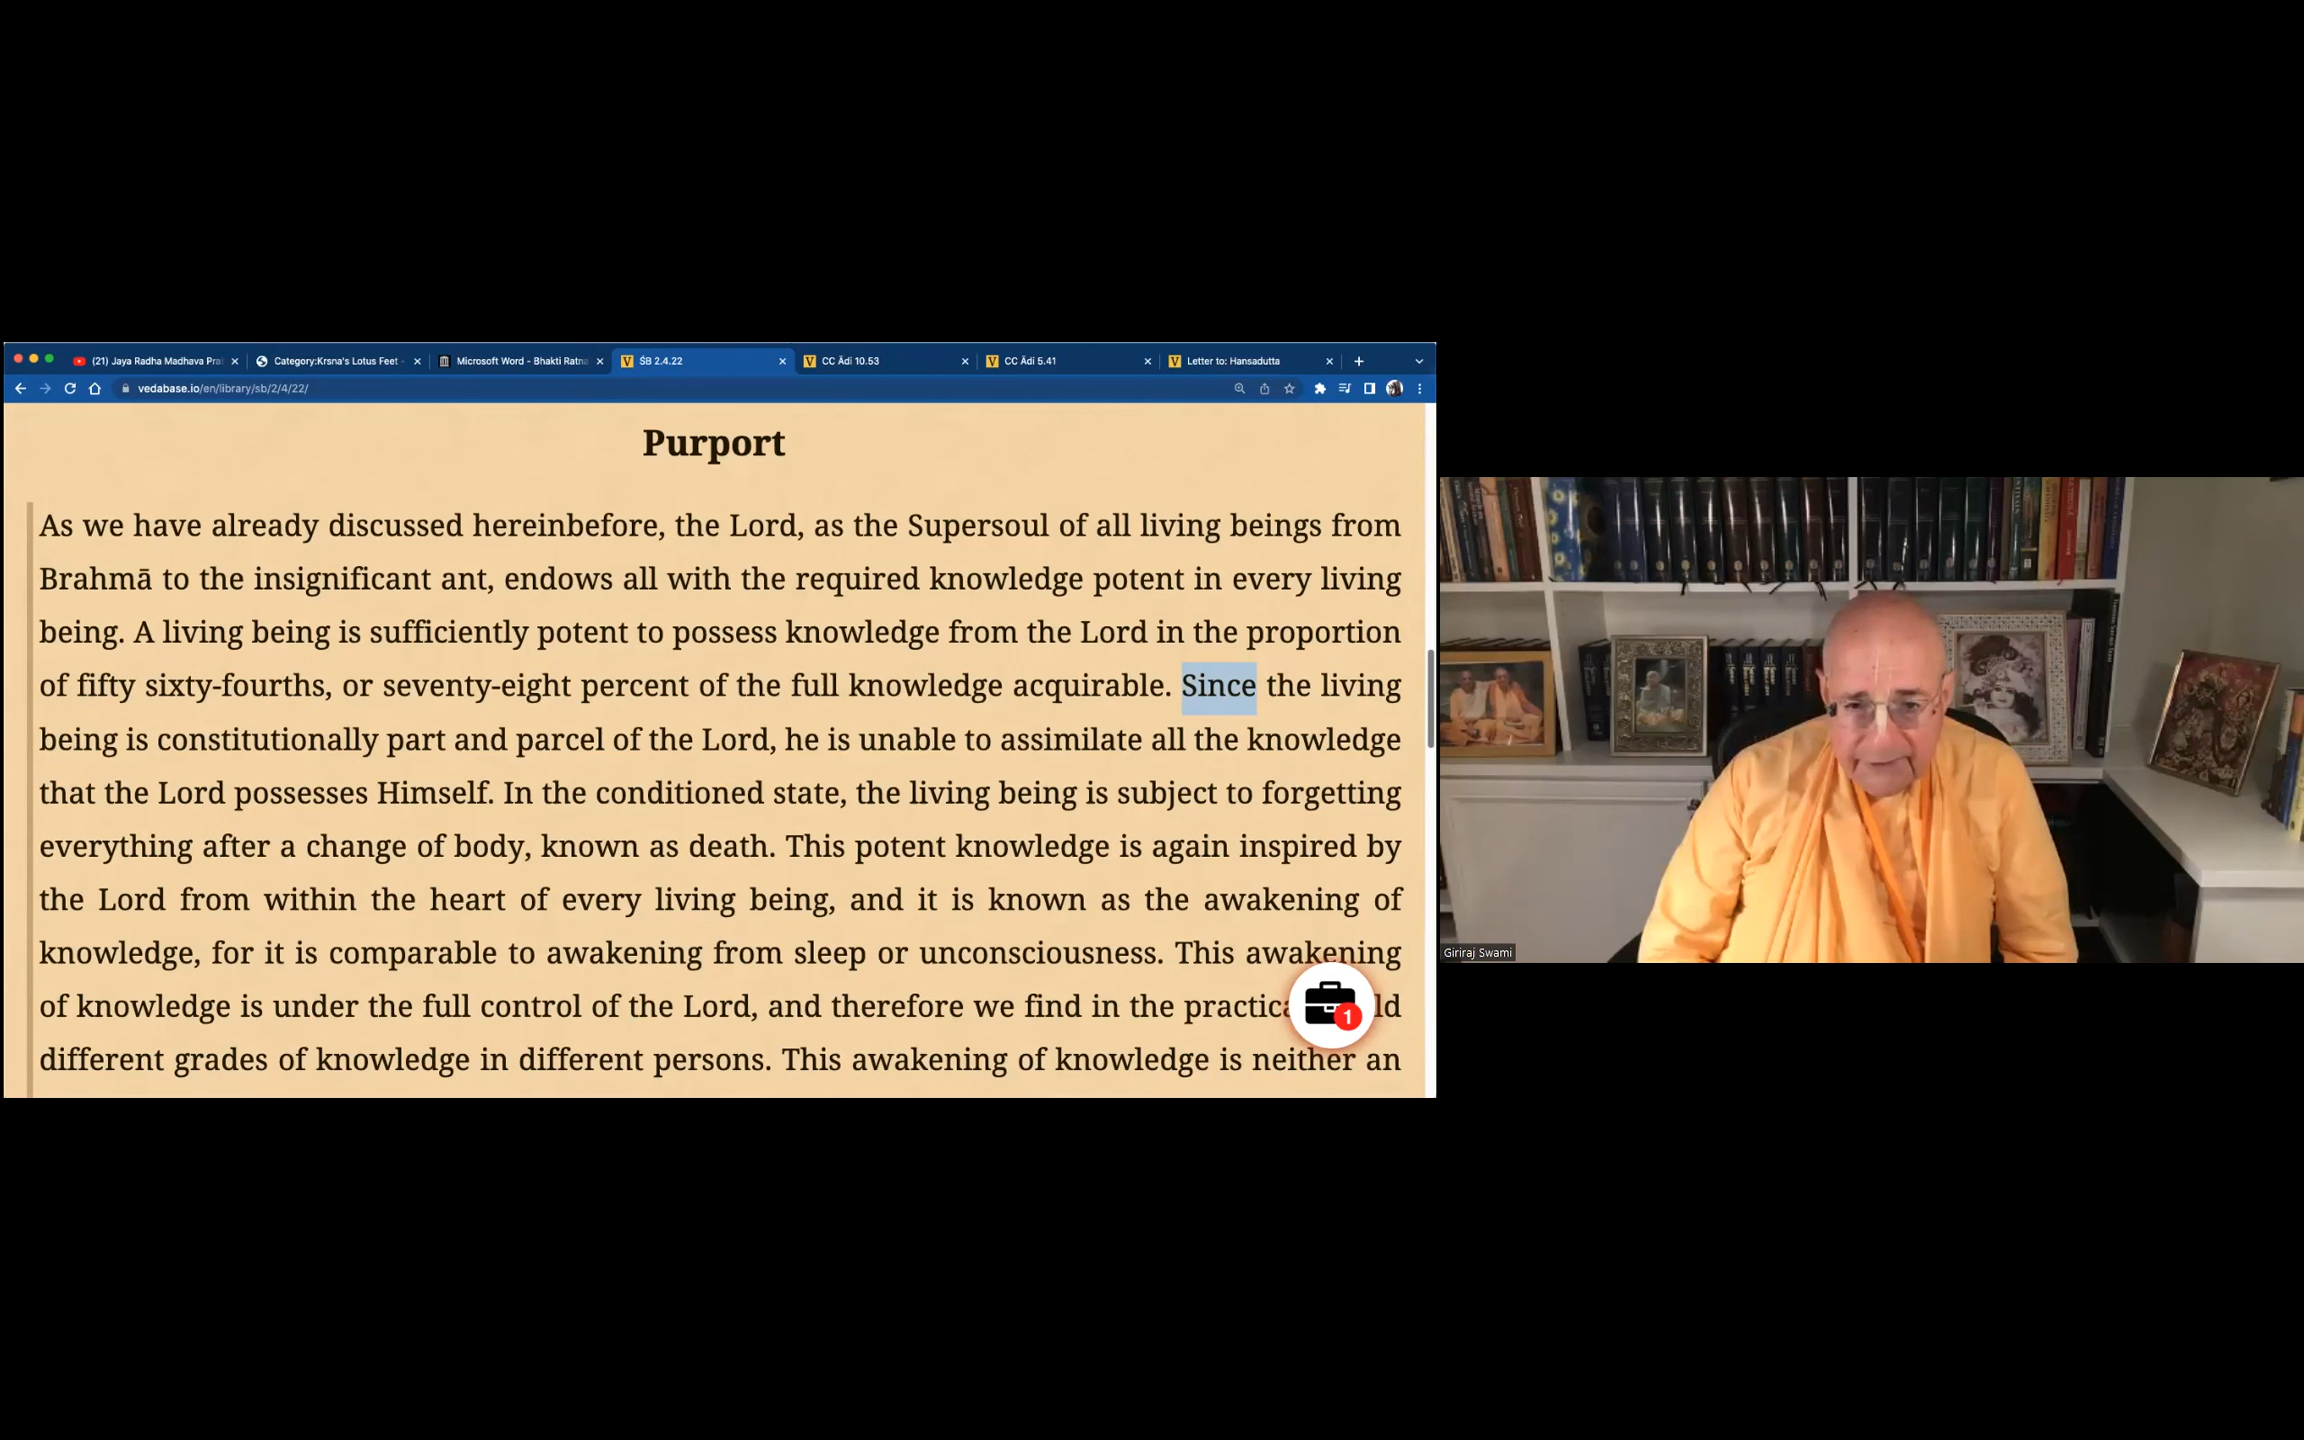 (21) Jaya Radha Madhava Pra
Category:Krsna's Lotus Feet -
Microsoft Word - Bhakti Ratna
ŚB 2.4.22
CC Ādi 10.53
CC Ādi 5.41
Letter to: Hansadutta
vedabase.io/en/library/sb/2/4/22/
Purport
As we have already discussed hereinbefore, the Lord, as the Supersoul of all living beings from
Brahmā to the insignificant ant, endows all with the required knowledge potent in every living
being. A living being is sufficiently potent to possess knowledge from the Lord in the proportion
of fifty sixty-fourths, or seventy-eight percent of the full knowledge acquirable. Since the living
being is constitutionally part and parcel of the Lord, he is unable to assimilate all the knowledge
that the Lord possesses Himself. In the conditioned state, the living being is subject to forgetting
everything after a change of body, known as death. This potent knowledge is again inspired by
the Lord from within the heart of every living being, and it is known as the awakening of
knowledge, for it is comparable to awakening from sleep or unconsciousness. This awakening
of knowledge is under the full control of the Lord, and therefore we find in the practica ld
different grades of knowledge in different persons. This awakening of knowledge is neither an
1
Giriraj Swami